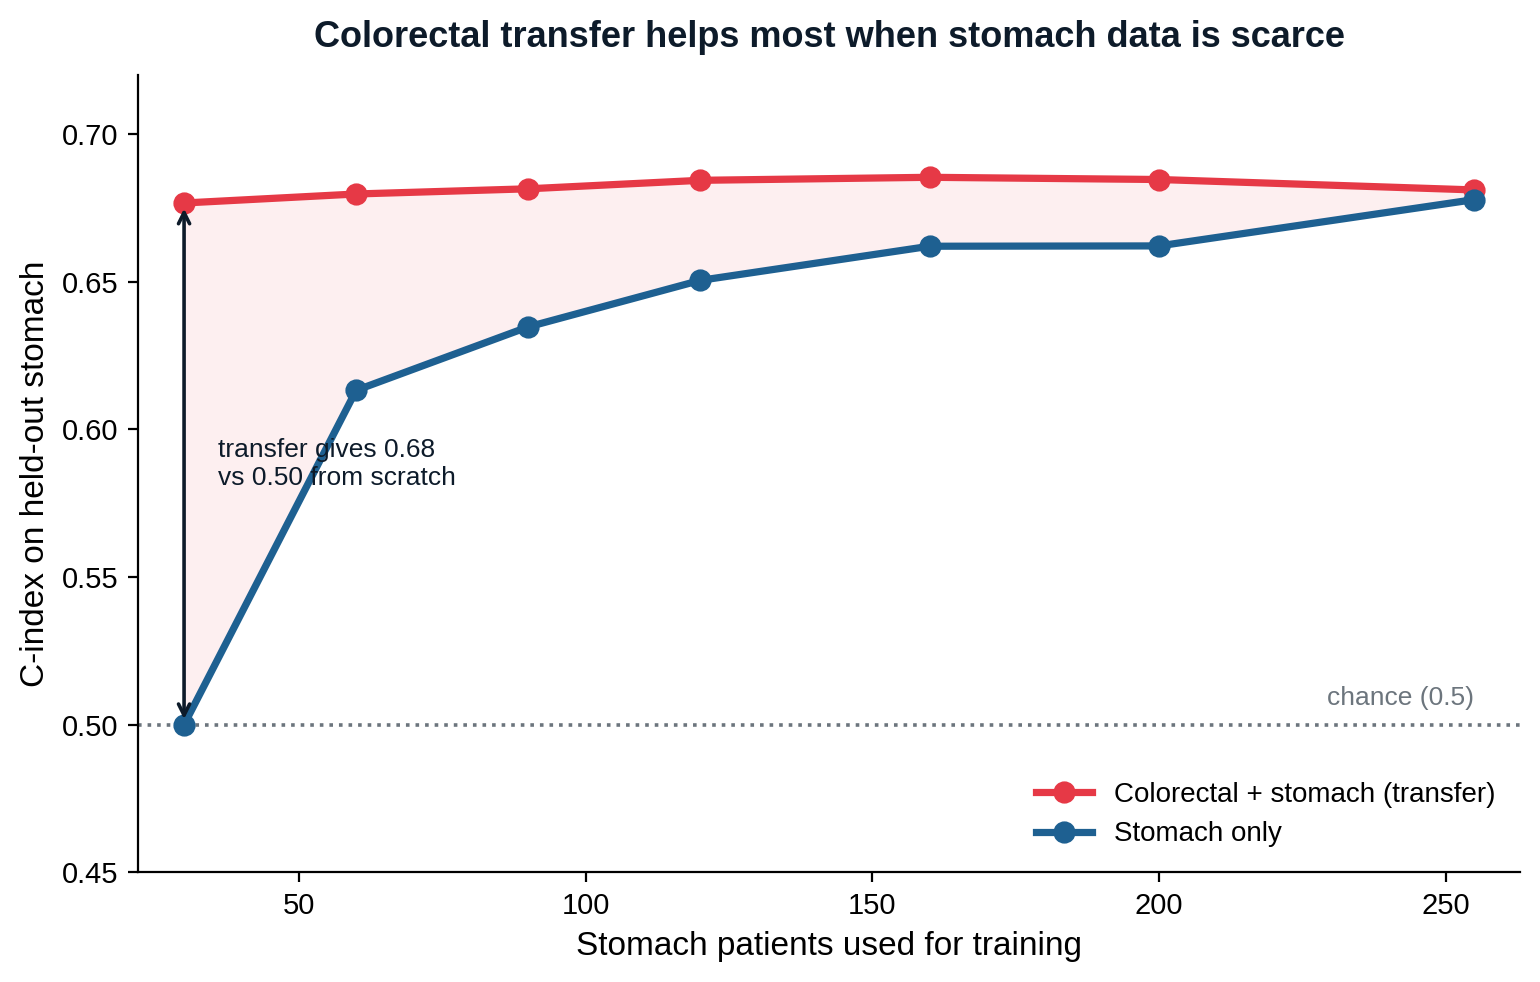 Colorectal transfer helps most when stomach data is scarce
C-index on held-out stomach
0.70
0.65
0.60
0.55
0.50
0.45
transfer gives 0.68
vs 0.50 from scratch
chance (0.5)
Colorectal + stomach (transfer)
Stomach only
50
100
150
200
250
Stomach patients used for training